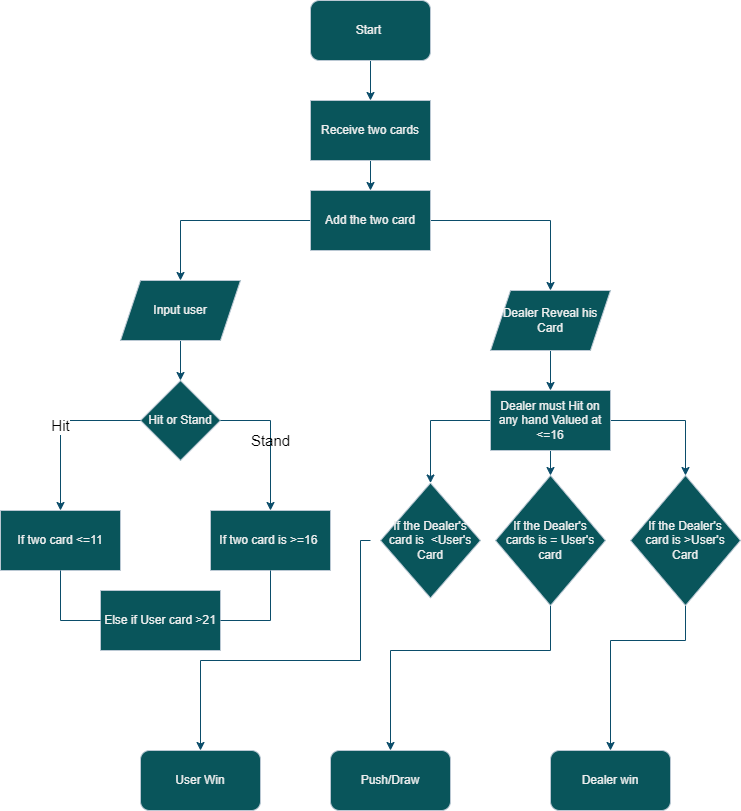 Start
Receive two cards
Add the two card
Input user
Dealer Reveal his
Card
Hit or Stand
Dealer must Hit on
any hand Valued at
<=16
Hit
Stand
If two card <=11
If two card is >=16
If the Dealer's
card is <User's
Card
If the Dealer's
cards is = User's
card
If the Dealer's
card is >User's
Card
Else if User card >21
User Win
Push/Draw
Dealer win